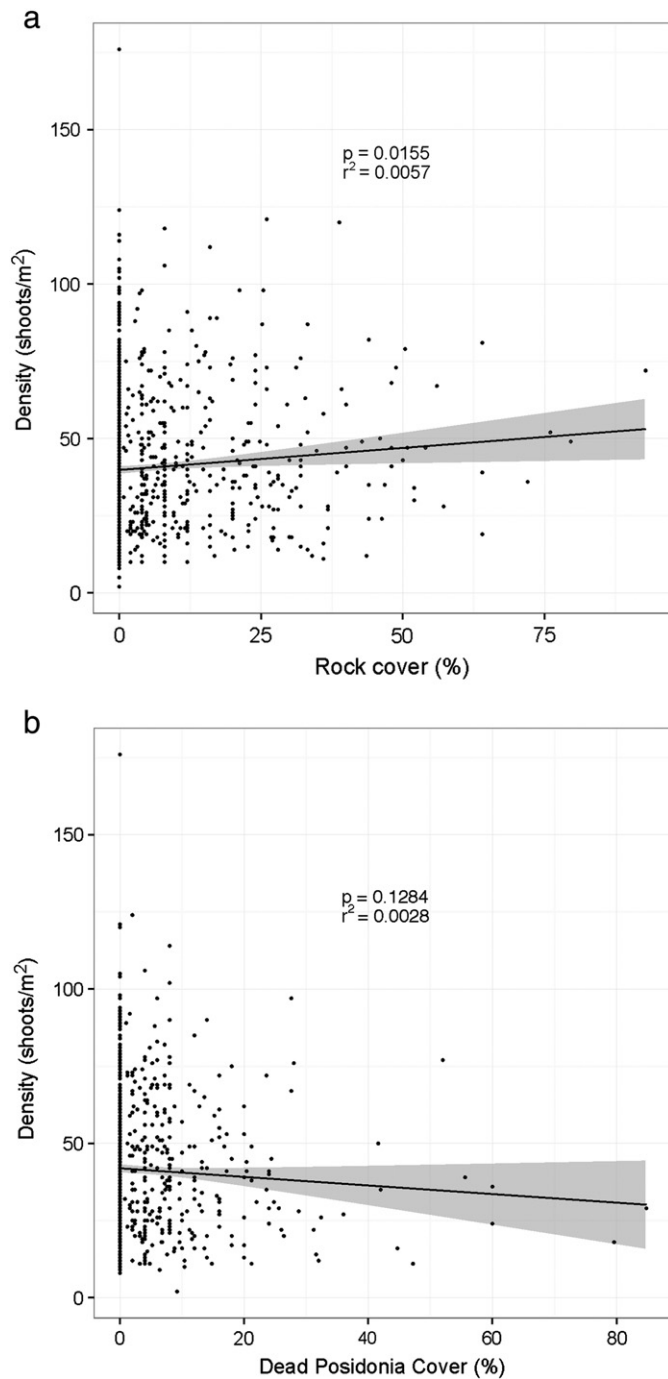 a
150
100
50
0
Density (shoots/m²)
p = 0.0155
r² = 0.0057
0 25 50 75
Rock cover (%)
b
150
100
50
0
Density (shoots/m²)
p = 0.1284
r² = 0.0028
0 20 40 60 80
Dead Posidonia Cover (%)